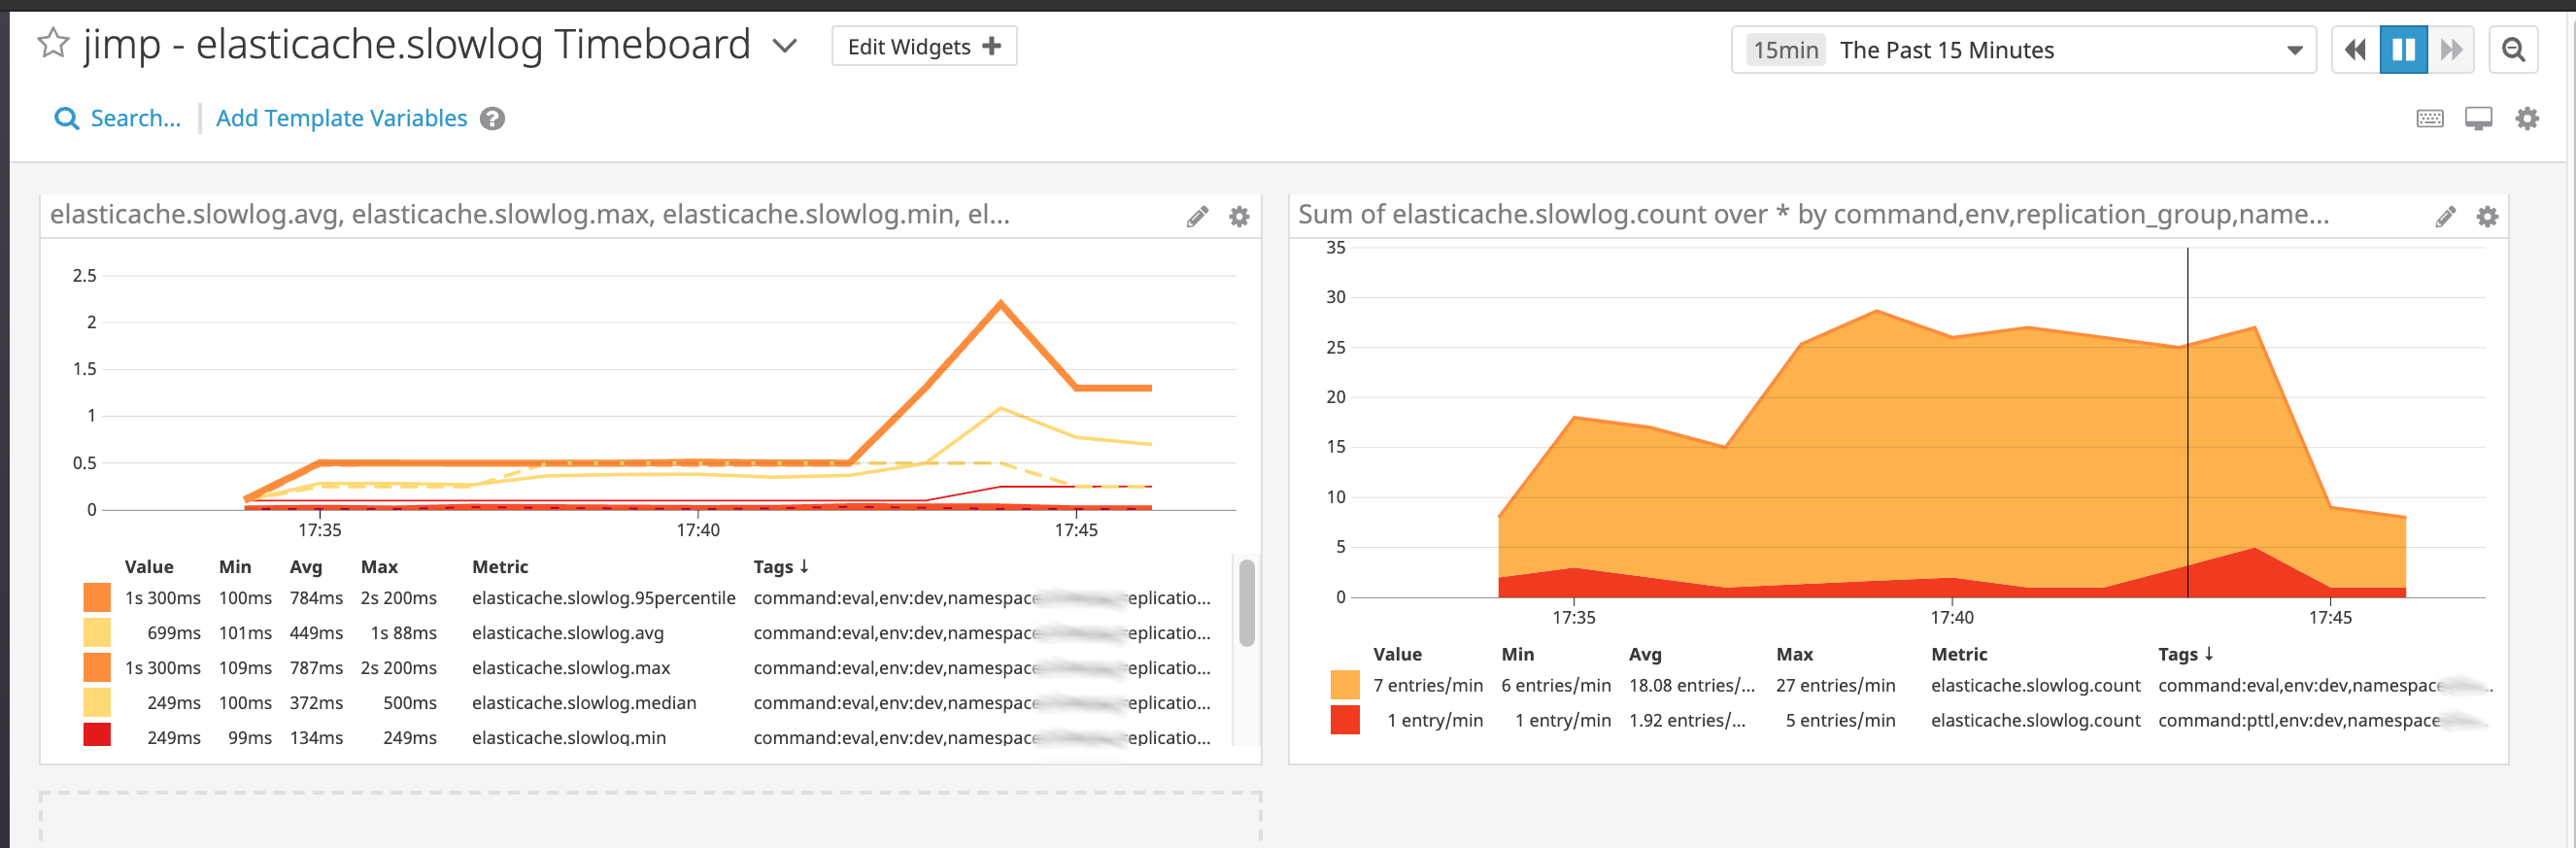 jimp - elasticache.slowlog Timeboard
Edit Widgets +
15min The Past 15 Minutes
Search...
Add Template Variables ?
elasticache.slowlog.avg, elasticache.slowlog.max, elasticache.slowlog.min, el...
2.5
2
1.5
1
0.5
0
17:35 17:40 17:45
Value Min Avg Max Metric Tags ↓
1s 300ms 100ms 784ms 2s 200ms elasticache.slowlog.95percentile command:eval,env:dev,namespace eplicatio...
699ms 101ms 449ms 1s 88ms elasticache.slowlog.avg command:eval,env:dev,namespace eplicatio...
1s 300ms 109ms 787ms 2s 200ms elasticache.slowlog.max command:eval,env:dev,namespace eplicatio...
249ms 100ms 372ms 500ms elasticache.slowlog.median command:eval,env:dev,namespace eplicatio...
249ms 99ms 134ms 249ms elasticache.slowlog.min command:eval,env:dev,namespace eplicatio...
Sum of elasticache.slowlog.count over * by command,env,replication_group,name...
35
30
25
20
15
10
5
0
17:35 17:40 17:45
Value Min Avg Max Metric Tags ↓
7 entries/min 6 entries/min 18.08 entries/... 27 entries/min elasticache.slowlog.count command:eval,env:dev,namespace
1 entry/min 1 entry/min 1.92 entries/... 5 entries/min elasticache.slowlog.count command:pttl,env:dev,namespace